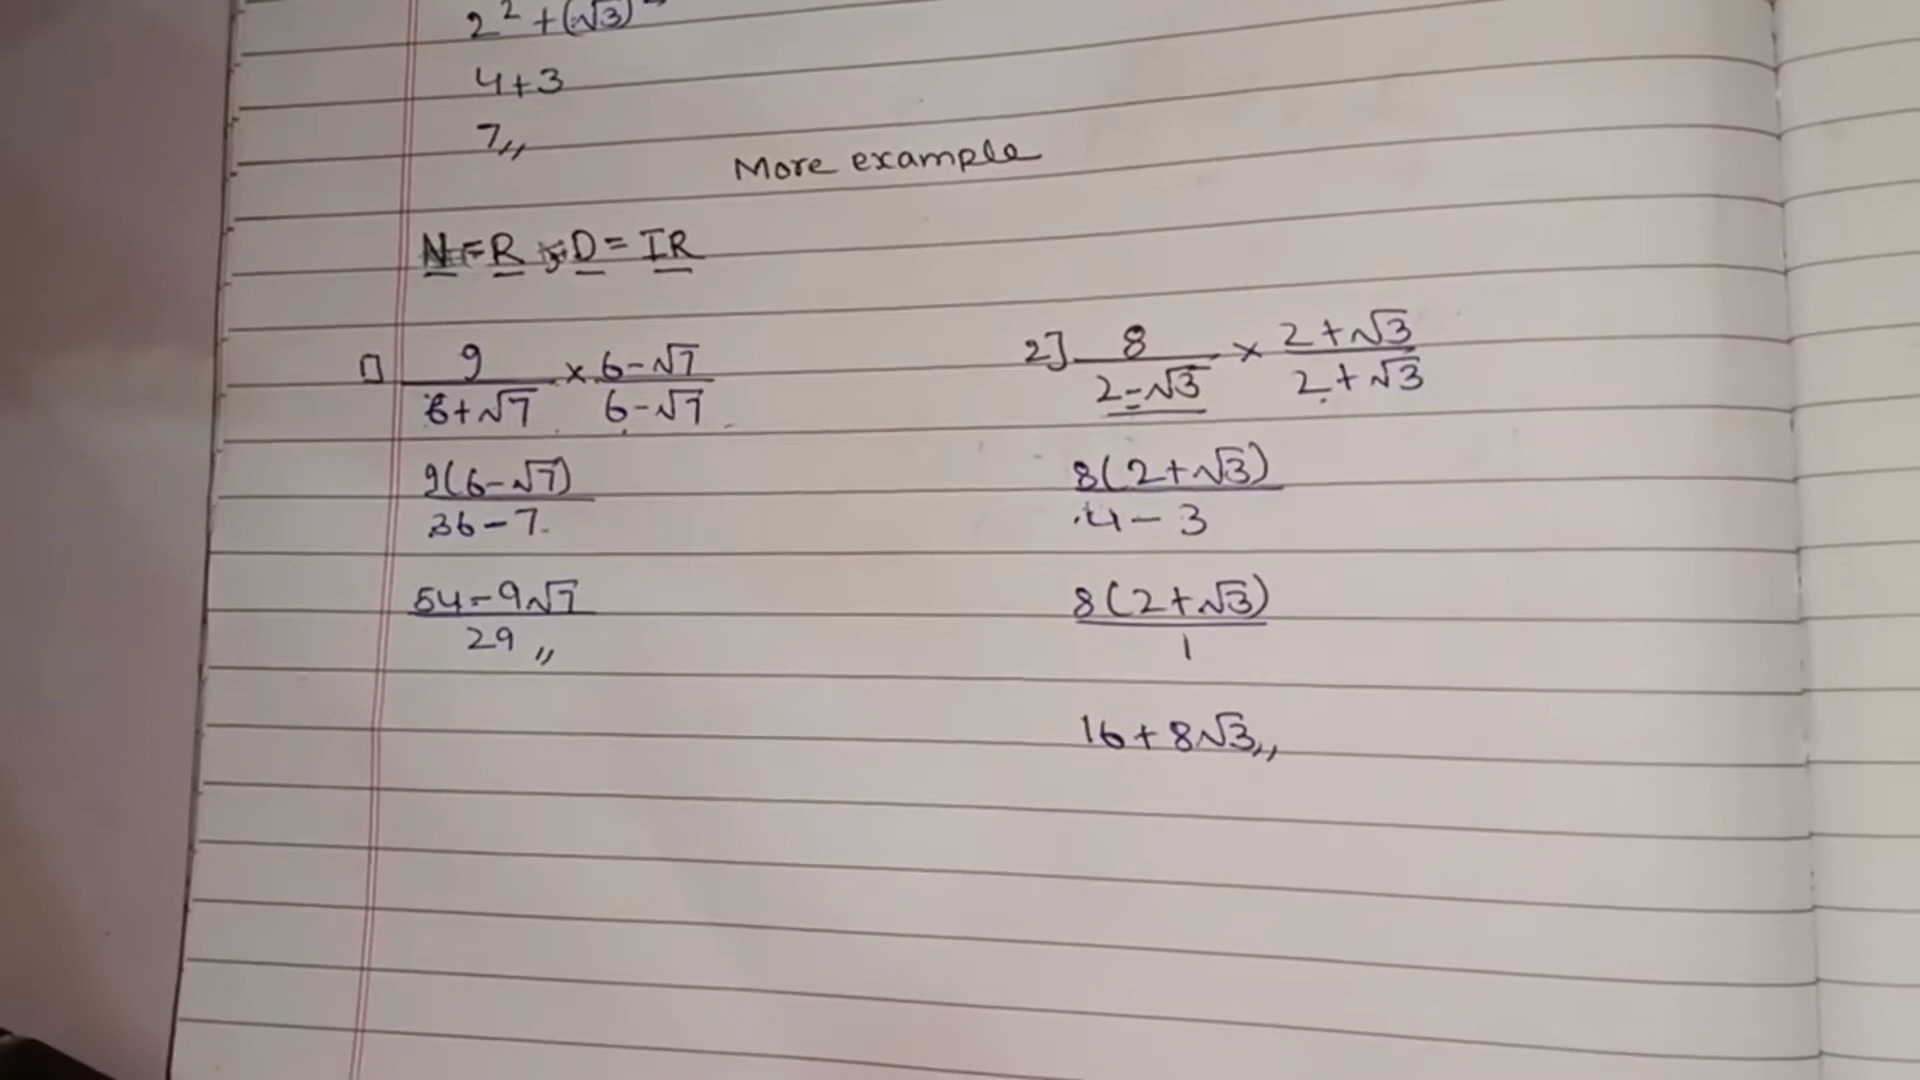 2² + (√3)²
4+3
7,,
More example
N=R ; D = IR
1] 9/(6+√7) × (6-√7)/(6-√7)
9(6-√7)/(36-7)
(54-9√7)/29 ,,
2] 8/(2-√3) × (2+√3)/(2+√3)
8(2+√3)/(4-3)
8(2+√3)/1
16+8√3,,